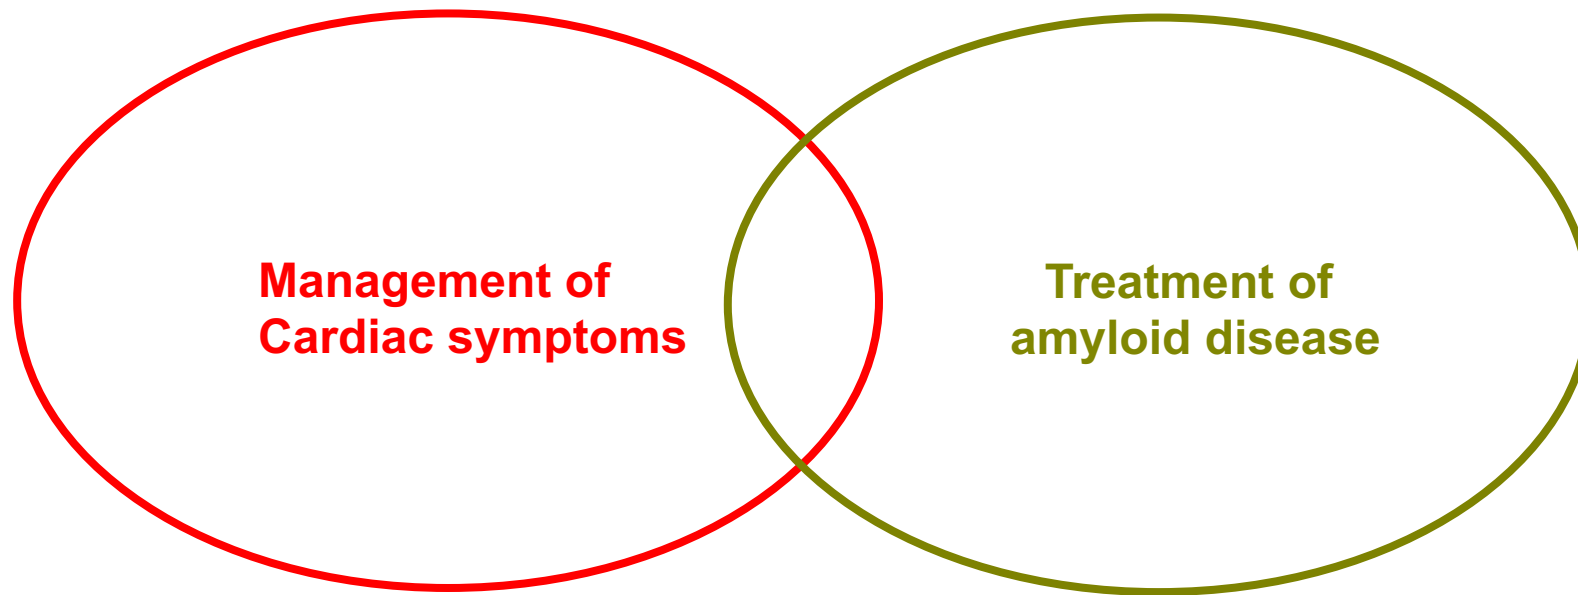 Management of
Cardiac symptoms
Treatment of
amyloid disease